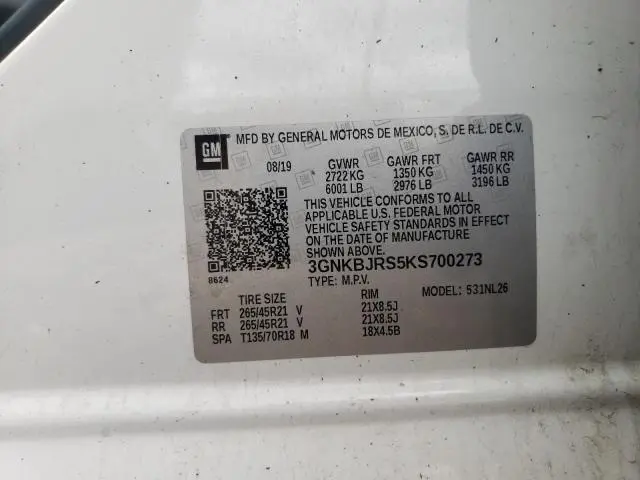 GM
MFD BY GENERAL MOTORS DE MEXICO, S. DE R.L. DE C.V.
08/19 GVWR GAWR FRT GAWR RR
2722 KG 1350 KG 1450 KG
6001 LB 2976 LB 3196 LB
THIS VEHICLE CONFORMS TO ALL
APPLICABLE U.S. FEDERAL MOTOR
VEHICLE SAFETY STANDARDS IN EFFECT
ON THE DATE OF MANUFACTURE
SHOWN ABOVE.
3GNKBJRS5KS700273
8624 TYPE: M.P.V. MODEL: 531NL26
TIRE SIZE RIM
FRT 265/45R21 V 21X8.5J
RR 265/45R21 V 21X8.5J
SPA T135/70R18 M 18X4.5B